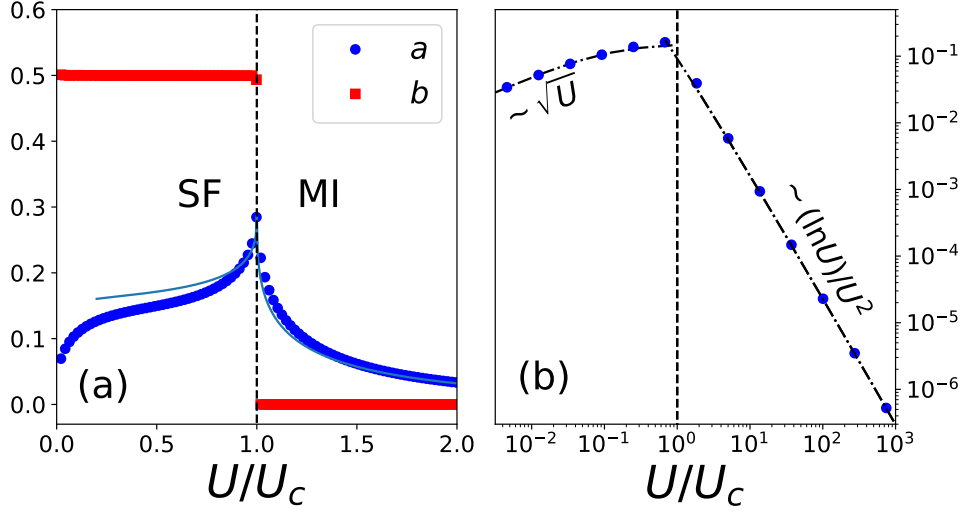 0.6
0.5
0.4
0.3
0.2
0.1
0.0
a
b
SF
MI
(a)
0.0
0.5
1.0
1.5
2.0
U/U_c
~ √U
~ (lnU)/U^2
(b)
10^{-1}
10^{-2}
10^{-3}
10^{-4}
10^{-5}
10^{-6}
10^{-2}
10^{-1}
10^0
10^1
10^2
10^3
U/U_c